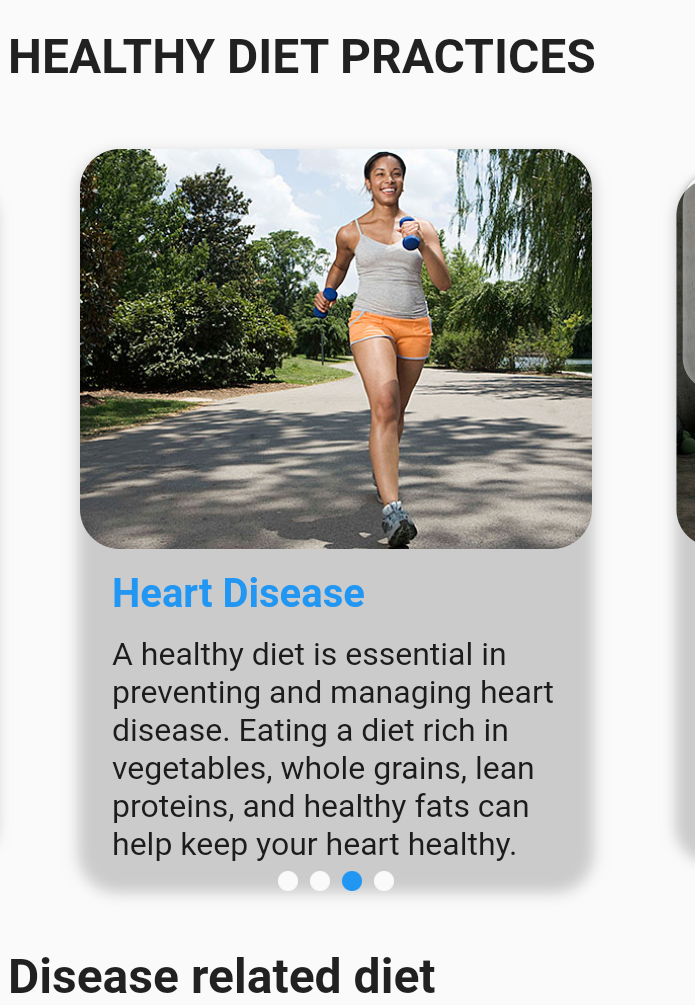 HEALTHY DIET PRACTICES
Heart Disease
A healthy diet is essential in
preventing and managing heart
disease. Eating a diet rich in
vegetables, whole grains, lean
proteins, and healthy fats can
help keep your heart healthy.
Disease related diet